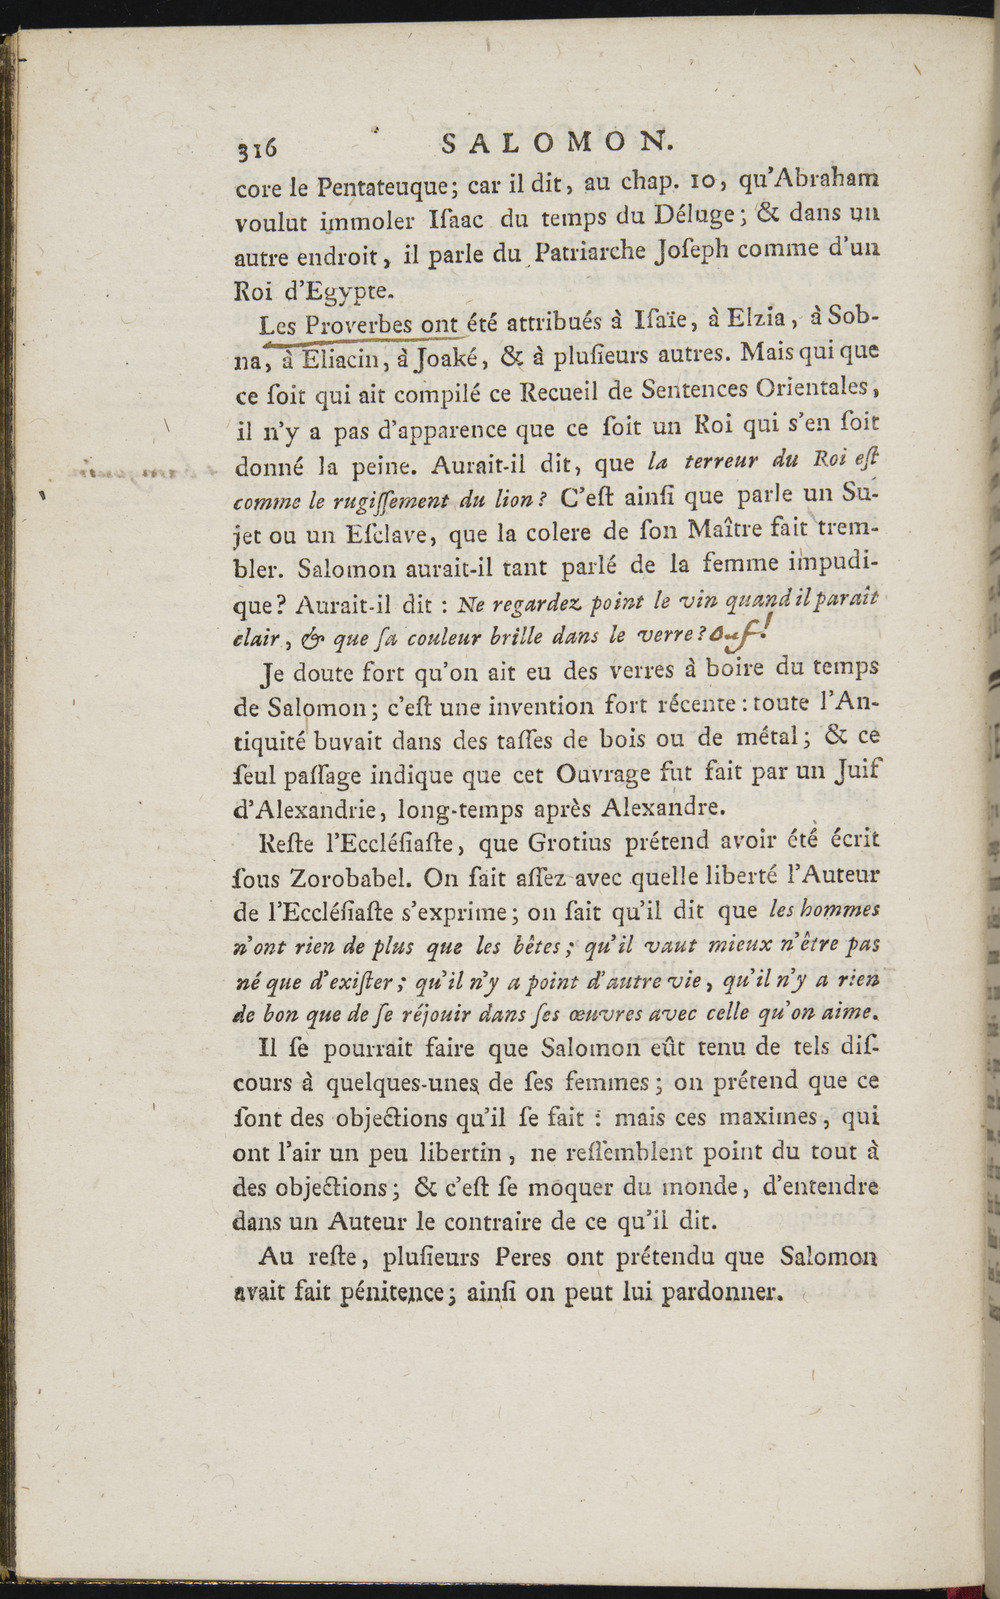 316 SALOMON.
core le Pentateuque; car il dit, au chap. 10, qu'Abraham
voulut immoler Iſaac du temps du Déluge; & dans un
autre endroit, il parle du Patriarche Joſeph comme d'un
Roi d'Egypte.
Les Proverbes ont été attribués à Iſaïe, à Elzia, à Sob-
na, à Eliacin, à Joaké, & à pluſieurs autres. Mais qui que
ce ſoit qui ait compilé ce Recueil de Sentences Orientales,
il n'y a pas d'apparence que ce ſoit un Roi qui s'en ſoit
donné la peine. Aurait-il dit, que la terreur du Roi eſt
comme le rugiſſement du lion? C'eſt ainſi que parle un Su-
jet ou un Eſclave, que la colere de ſon Maître fait trem-
bler. Salomon aurait-il tant parlé de la femme impudi-
que? Aurait-il dit : Ne regardez point le vin quand il paraît
clair, & que ſa couleur brille dans le verre? Ouf!
Je doute fort qu'on ait eu des verres à boire du temps
de Salomon; c'eſt une invention fort récente: toute l'An-
tiquité buvait dans des taſſes de bois ou de métal; & ce
ſeul paſſage indique que cet Ouvrage fut fait par un Juif
d'Alexandrie, long-temps après Alexandre.
Reſte l'Eccléſiaſte, que Grotius prétend avoir été écrit
ſous Zorobabel. On ſait aſſez avec quelle liberté l'Auteur
de l'Eccléſiaſte s'exprime; on ſait qu'il dit que les hommes
n'ont rien de plus que les bêtes; qu'il vaut mieux n'être pas
né que d'exiſter; qu'il n'y a point d'autre vie, qu'il n'y a rien
de bon que de ſe réjouir dans ſes œuvres avec celle qu'on aime.
Il ſe pourrait faire que Salomon eût tenu de tels diſ-
cours à quelques-unes de ſes femmes; on prétend que ce
ſont des objections qu'il ſe fait : mais ces maximes, qui
ont l'air un peu libertin, ne reſſemblent point du tout à
des objections; & c'eſt ſe moquer du monde, d'entendre
dans un Auteur le contraire de ce qu'il dit.
Au reſte, pluſieurs Peres ont prétendu que Salomon
avait fait pénitence; ainſi on peut lui pardonner.